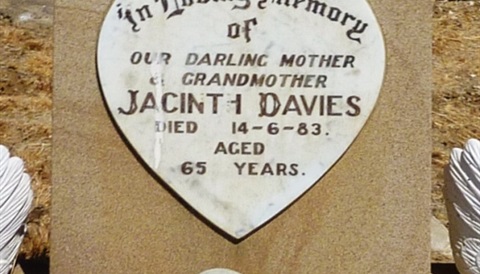 In Loving Memory
of
OUR DARLING MOTHER
& GRANDMOTHER
JACINTH DAVIES
DIED 14-6-83.
AGED
65 YEARS.